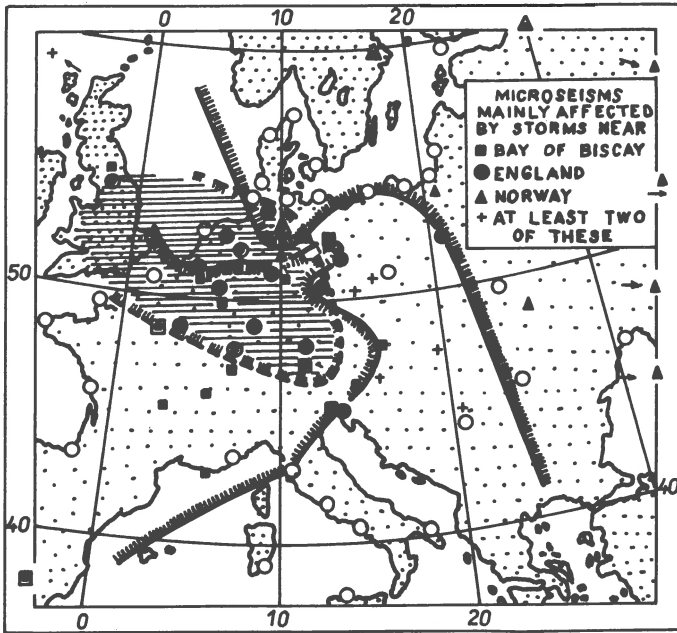 0 10 20
MICROSEISMS
MAINLY AFFECTED
BY STORMS NEAR
BAY OF BISCAY
ENGLAND
NORWAY
AT LEAST TWO
OF THESE
50
40 40
0 10 20